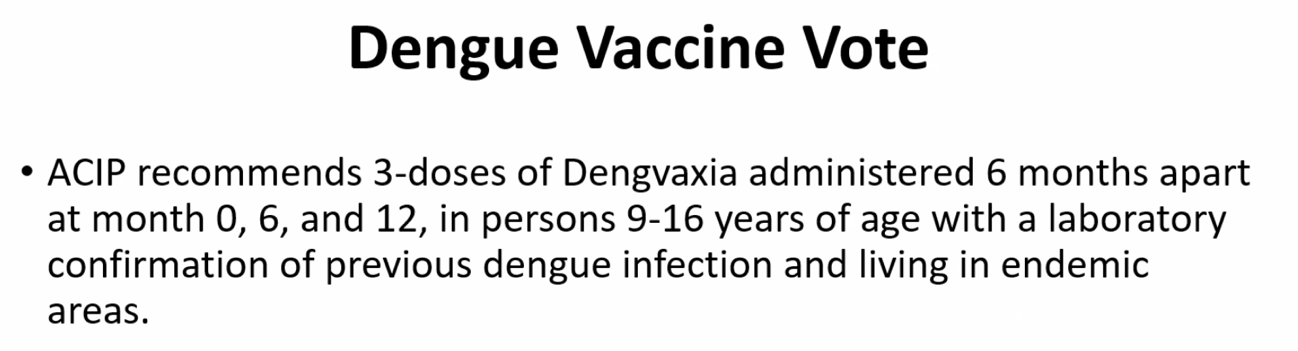 Dengue Vaccine Vote
• ACIP recommends 3-doses of Dengvaxia administered 6 months apart
at month 0, 6, and 12, in persons 9-16 years of age with a laboratory
confirmation of previous dengue infection and living in endemic
areas.